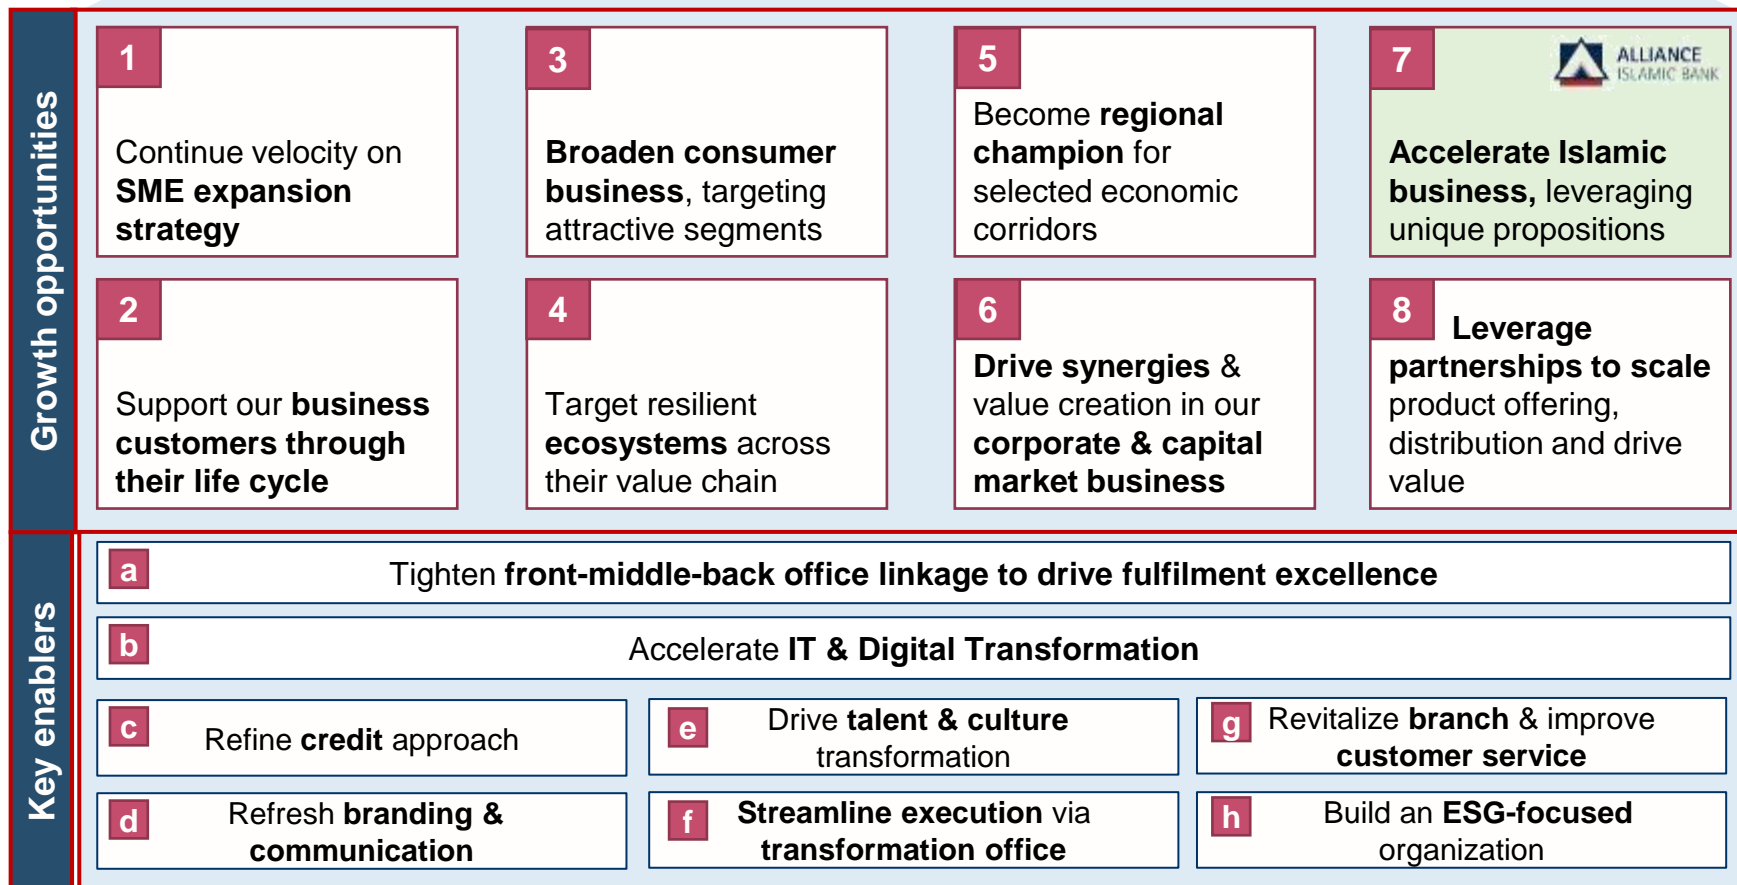 Growth opportunities
1
Continue velocity on
SME expansion
strategy
2
Support our business
customers through
their life cycle
3
Broaden consumer
business, targeting
attractive segments
4
Target resilient
ecosystems across
their value chain
5
Become regional
champion for
selected economic
corridors
6
Drive synergies &
value creation in our
corporate & capital
market business
7
ALLIANCE
ISLAMIC BANK
Accelerate Islamic
business, leveraging
unique propositions
8
Leverage
partnerships to scale
product offering,
distribution and drive
value
Key enablers
a
Tighten front-middle-back office linkage to drive fulfilment excellence
b
Accelerate IT & Digital Transformation
c
Refine credit approach
d
Refresh branding &
communication
e
Drive talent & culture
transformation
f
Streamline execution via
transformation office
g
Revitalize branch & improve
customer service
h
Build an ESG-focused
organization